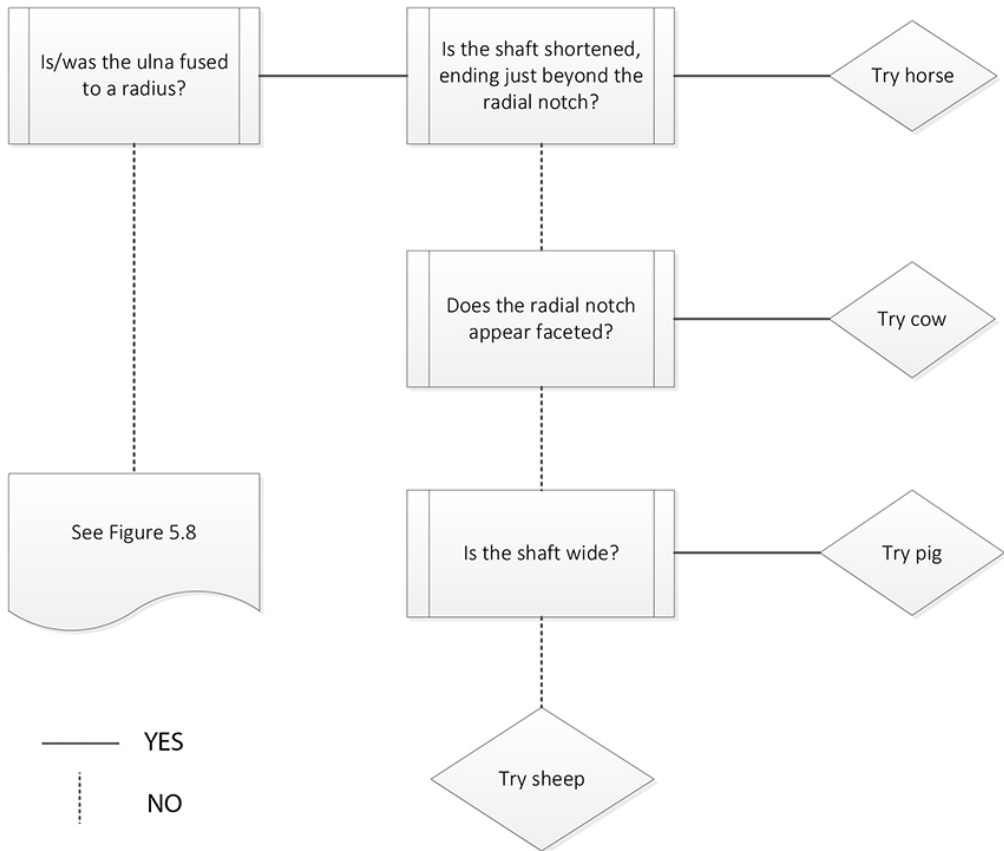 Is/was the ulna fused
to a radius?
Is the shaft shortened,
ending just beyond the
radial notch?
Try horse
Does the radial notch
appear faceted?
Try cow
See Figure 5.8
Is the shaft wide?
Try pig
YES
NO
Try sheep